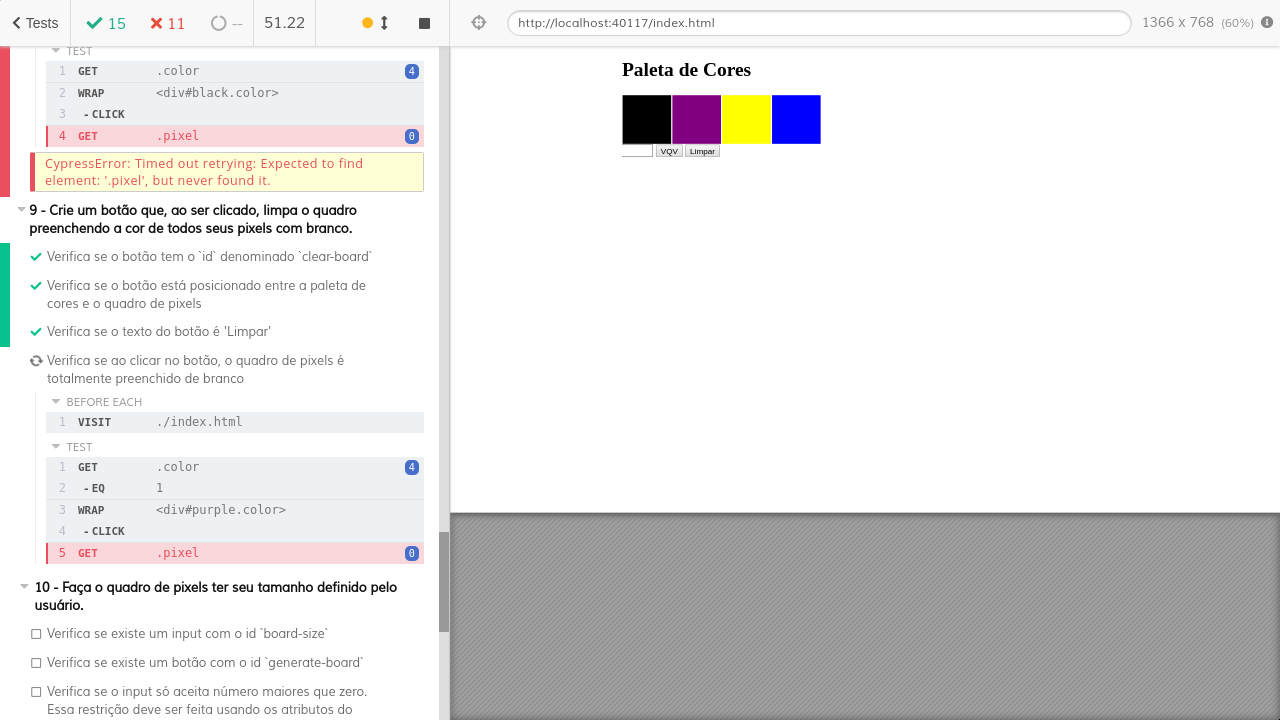 Tests 15 11 -- 51.22
TEST
1 GET .color 4
2 WRAP <div#black.color>
3 -CLICK
4 GET .pixel 0
CypressError: Timed out retrying: Expected to find
element: '.pixel', but never found it.
9 - Crie um botão que, ao ser clicado, limpa o quadro
preenchendo a cor de todos seus pixels com branco.
Verifica se o botão tem o `id` denominado `clear-board`
Verifica se o botão está posicionado entre a paleta de
cores e o quadro de pixels
Verifica se o texto do botão é 'Limpar'
Verifica se ao clicar no botão, o quadro de pixels é
totalmente preenchido de branco
BEFORE EACH
1 VISIT ./index.html
TEST
1 GET .color 4
2 -EQ 1
3 WRAP <div#purple.color>
4 -CLICK
5 GET .pixel 0
10 - Faça o quadro de pixels ter seu tamanho definido pelo
usuário.
Verifica se existe um input com o id `board-size`
Verifica se existe um botão com o id `generate-board`
Verifica se o input só aceita número maiores que zero.
Essa restrição deve ser feita usando os atributos do
http://localhost:40117/index.html 1366 x 768 (60%)
Paleta de Cores
VQV Limpar